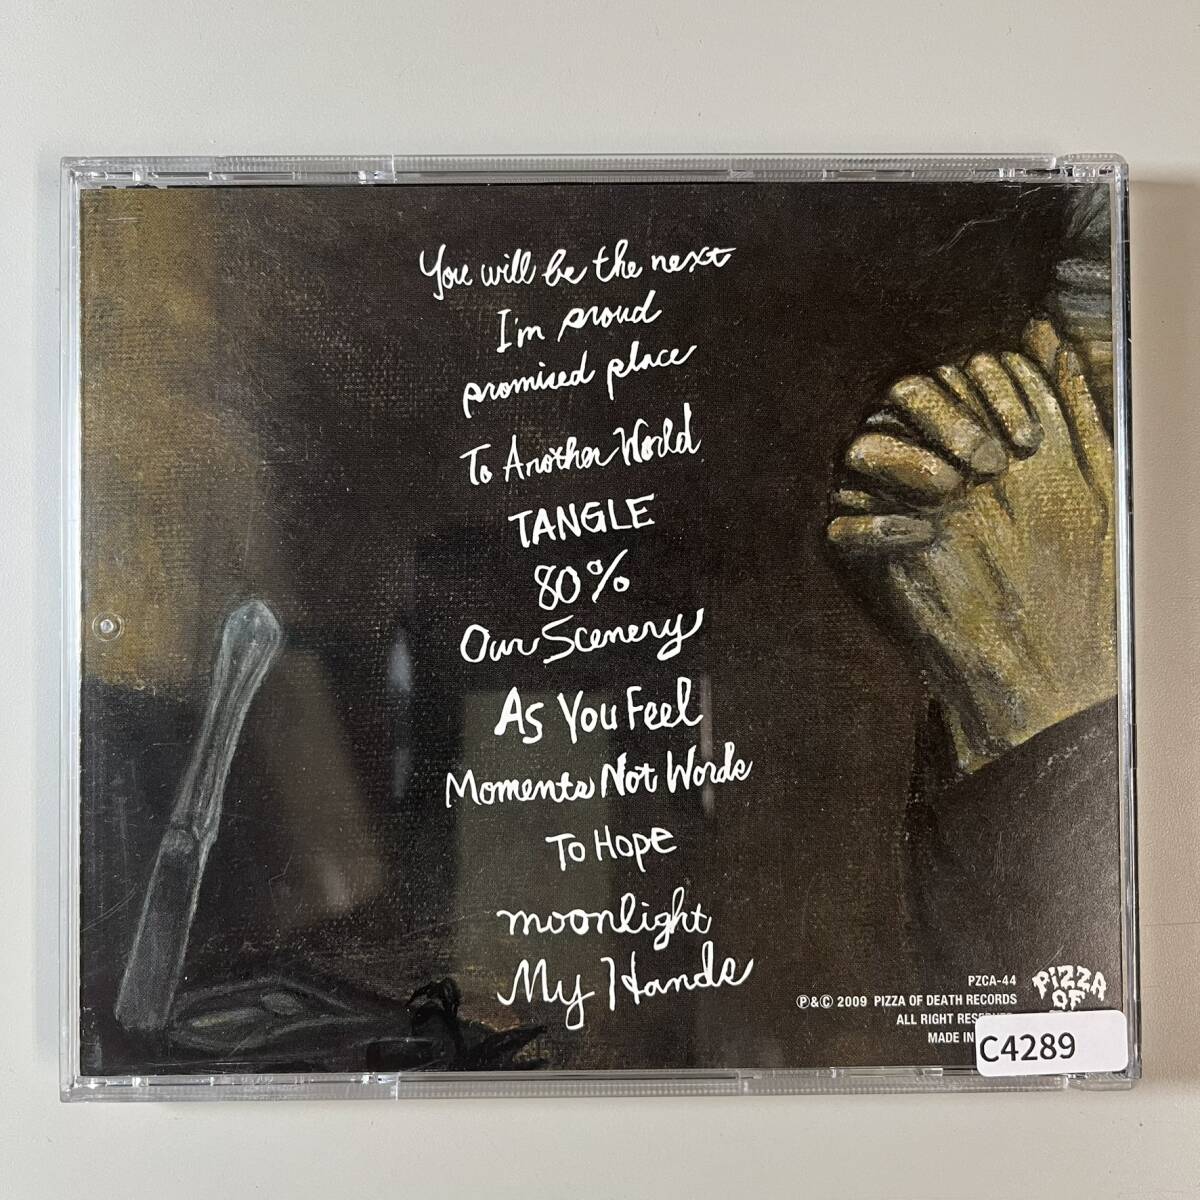 You will be the next
I'm proud
promised place
To Another World
TANGLE
80%
Our Scenery
As You Feel
Moments Not Words
To Hope
moonlight
My Hands
PZCA-44
Ⓟ&Ⓒ 2009 PIZZA OF DEATH RECORDS
ALL RIGHT
MADE IN
PIZZA
OF
C4289